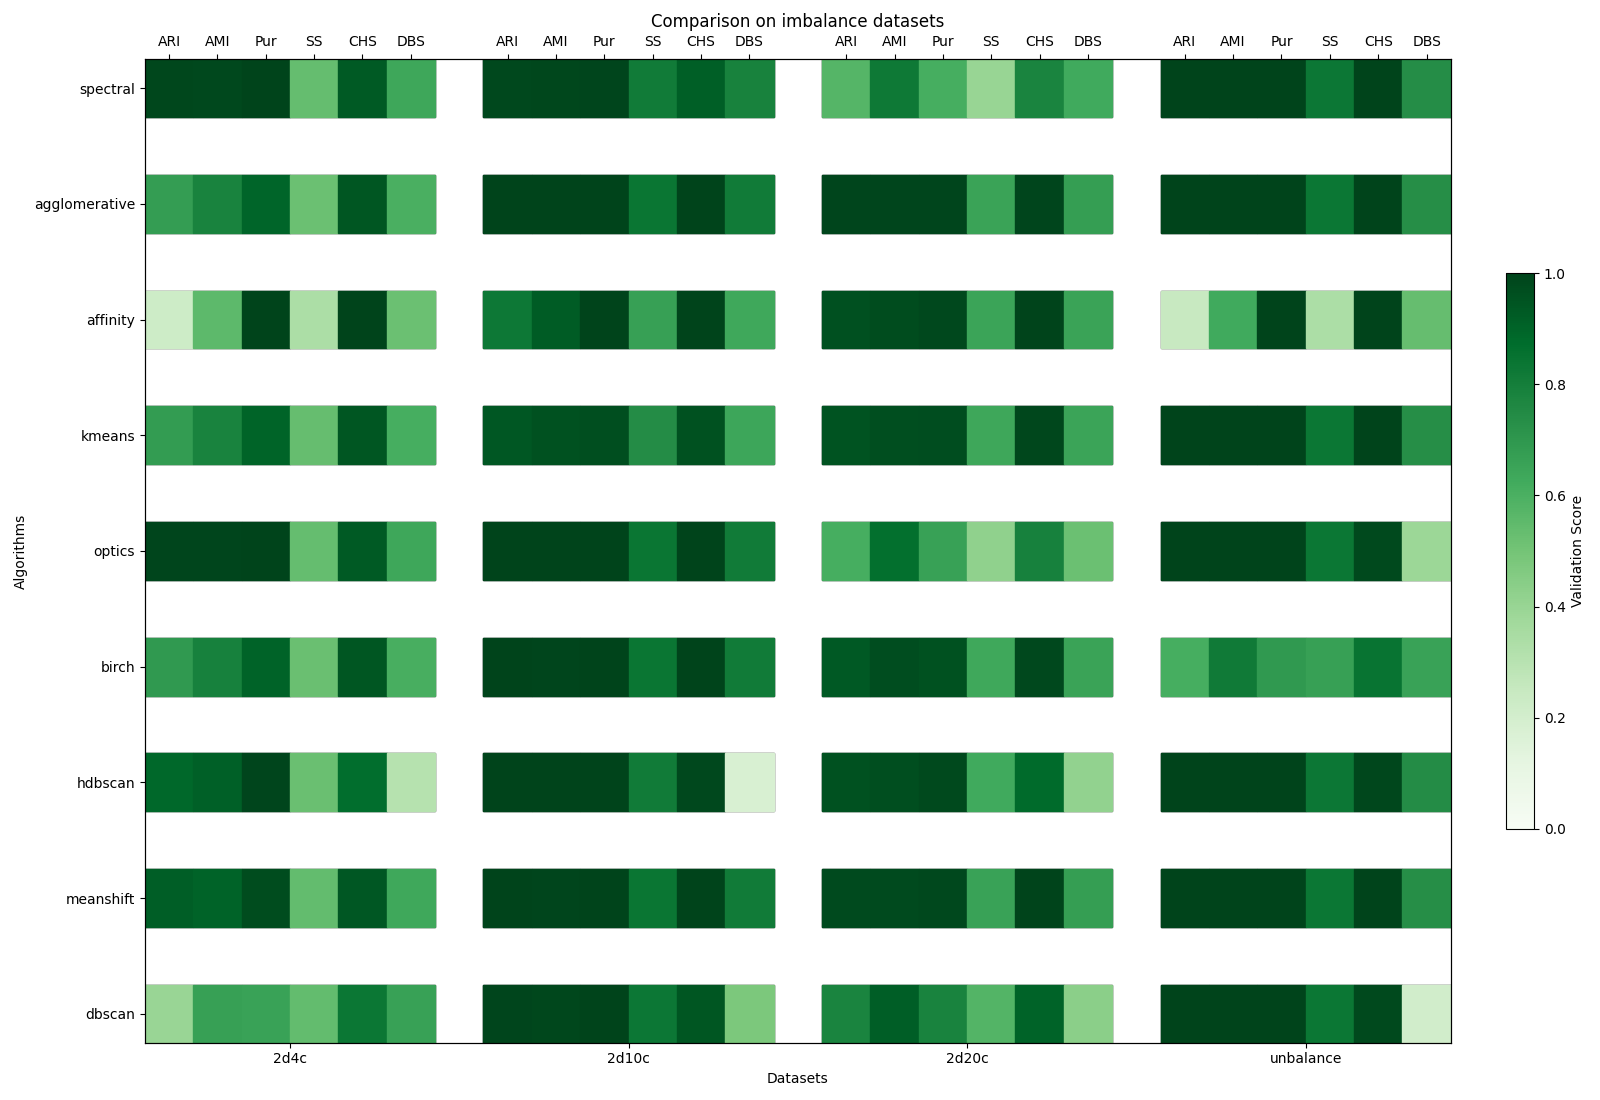 Comparison on imbalance datasets
ARI AMI Pur SS CHS DBS ARI AMI Pur SS CHS DBS ARI AMI Pur SS CHS DBS ARI AMI Pur SS CHS DBS
spectral
agglomerative
affinity
kmeans
optics
birch
hdbscan
meanshift
dbscan
Algorithms
2d4c 2d10c 2d20c unbalance
Datasets
1.0
0.8
0.6
0.4
0.2
0.0
Validation Score